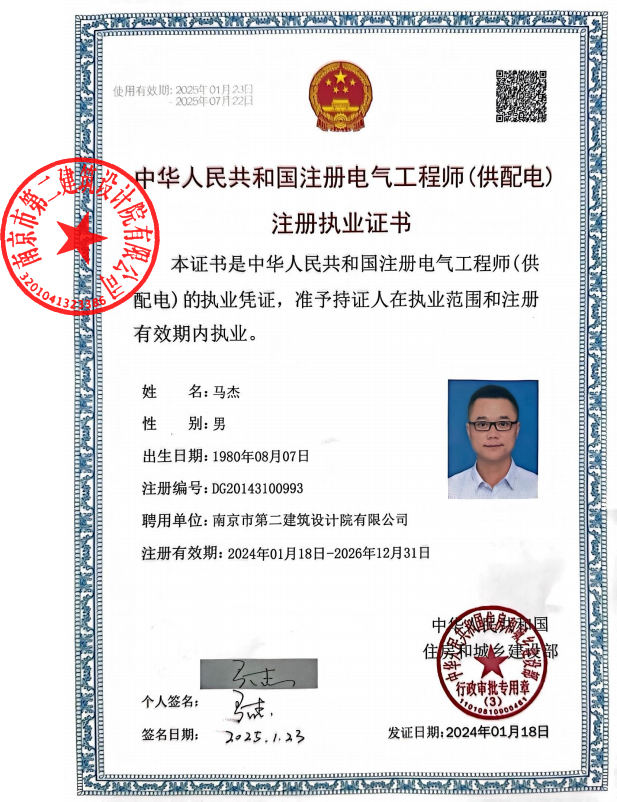 使用有效期: 2025年01月23日
- 2025年07月22日
中华人民共和国注册电气工程师(供配电)
注册执业证书
本证书是中华人民共和国注册电气工程师(供
配电)的执业凭证，准予持证人在执业范围和注册
有效期内执业。
南京市第二建筑设计院有限公司
姓 名: 马杰
性 别: 男
出生日期: 1980年08月07日
注册编号: DG20143100993
聘用单位: 南京市第二建筑设计院有限公司
注册有效期: 2024年01月18日-2026年12月31日
中华人民共和国
住房和城乡建设部
中华人民共和国住房和城乡建设部
行政审批专用章
(3)
马杰
个人签名: 马杰
签名日期: 2025.1.23
发证日期: 2024年01月18日